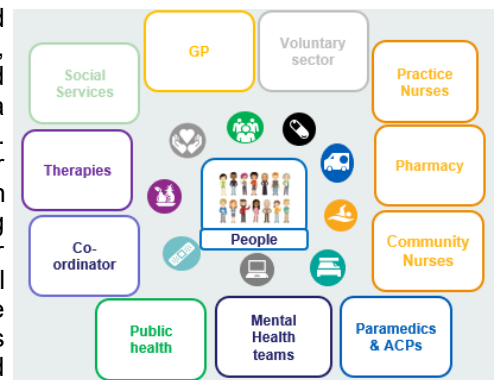 GP
Voluntary
sector
Social
Services
Practice
Nurses
Therapies
Pharmacy
People
Co-
ordinator
Community
Nurses
Public
health
Mental
Health
teams
Paramedics
& ACPs